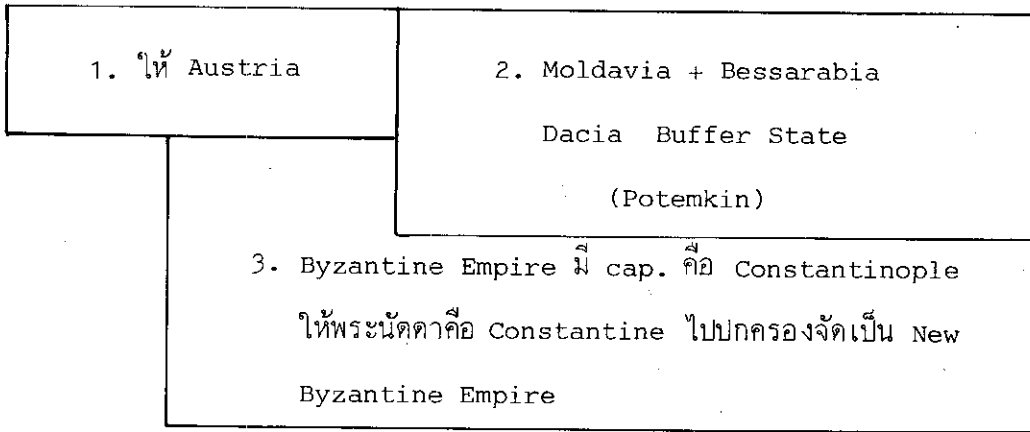 1. ให้ Austria
2. Moldavia + Bessarabia
Dacia Buffer State
(Potemkin)
3. Byzantine Empire มี cap. คือ Constantinople
ให้พระนัดดาคือ Constantine ไปปกครองจัดเป็น New
Byzantine Empire